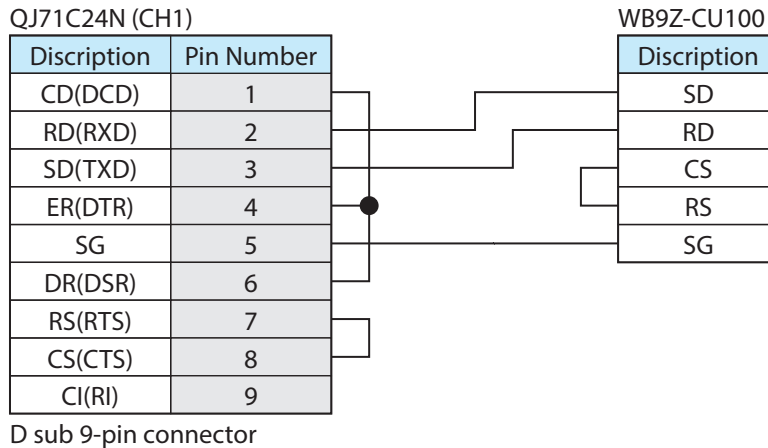 QJ71C24N (CH1) WB9Z-CU100
Discription Pin Number Discription
CD(DCD) 1 SD
RD(RXD) 2 RD
SD(TXD) 3 CS
ER(DTR) 4 RS
SG 5 SG
DR(DSR) 6
RS(RTS) 7
CS(CTS) 8
CI(RI) 9
D sub 9-pin connector